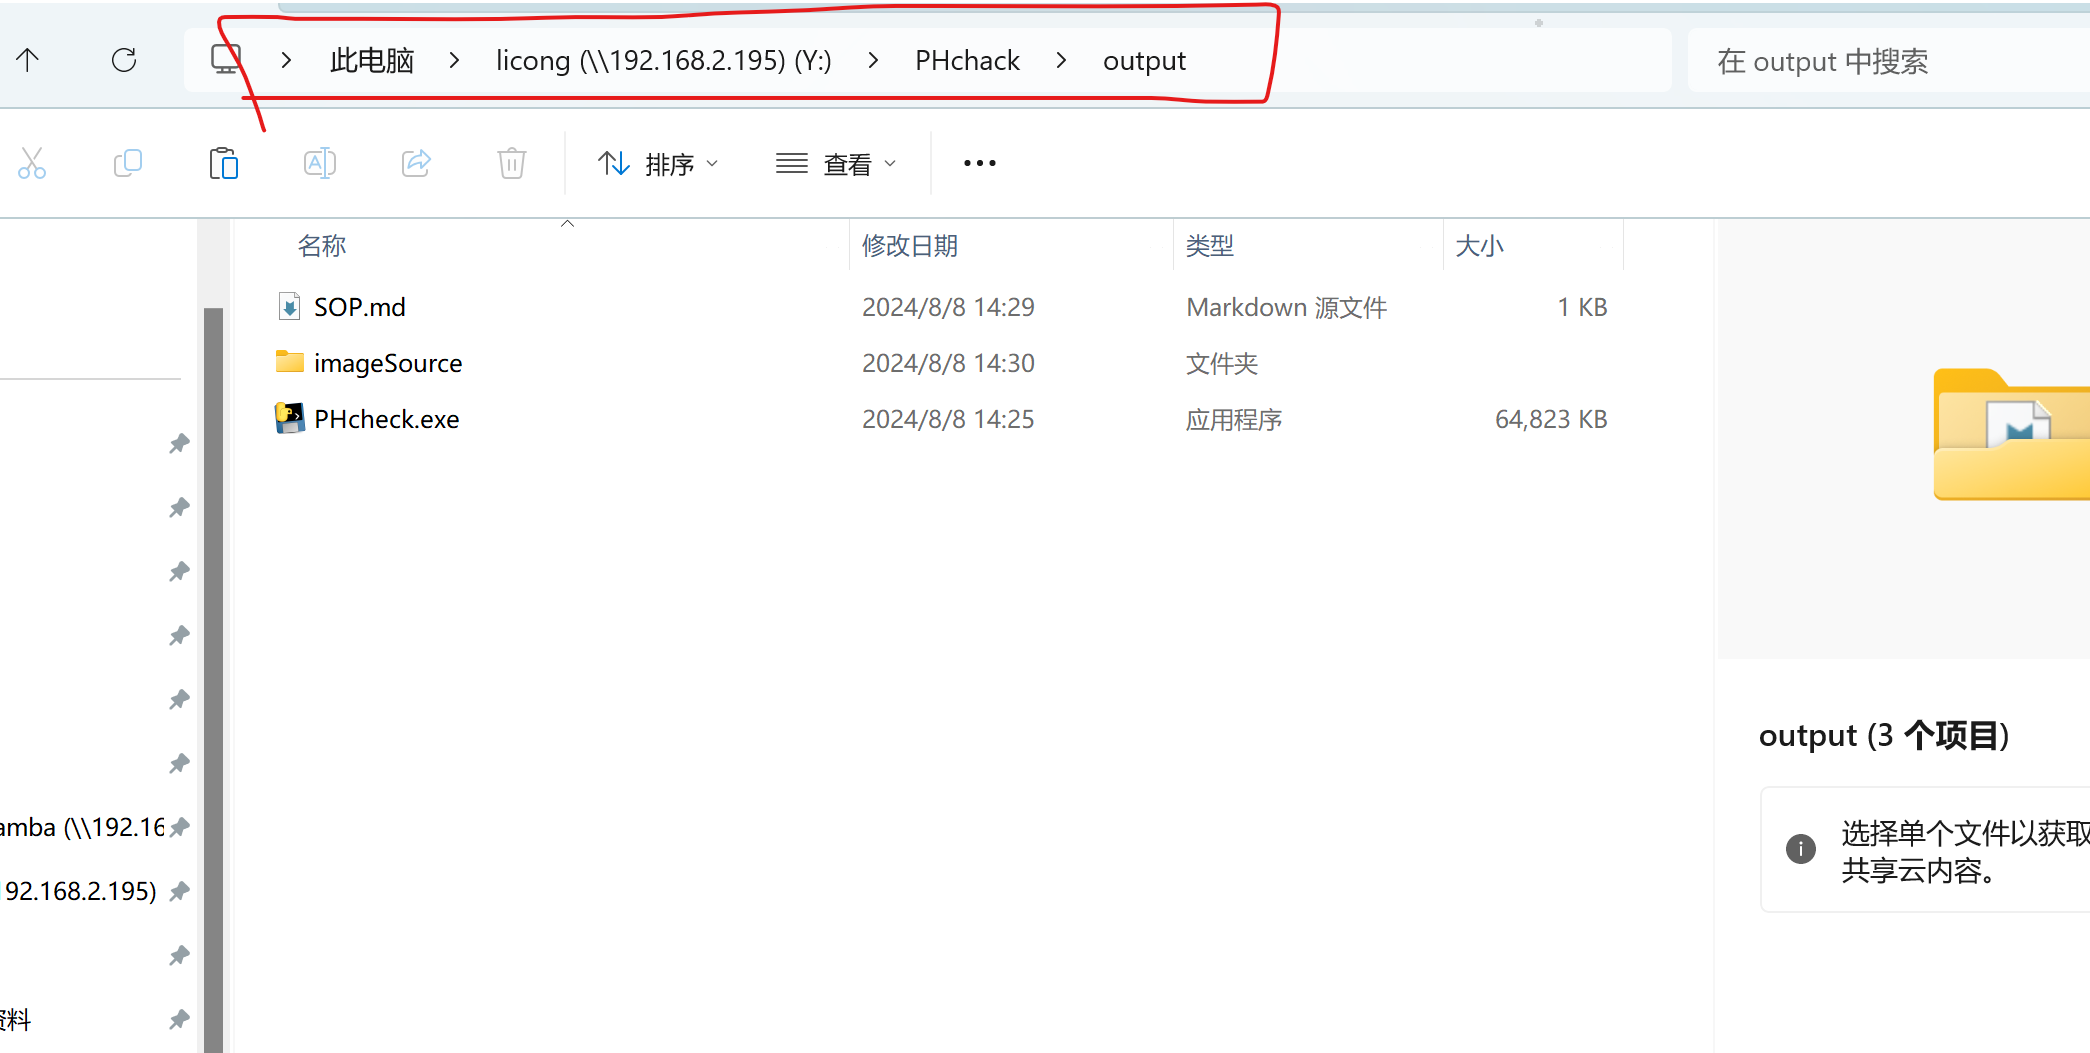 此电脑 > licong (\\192.168.2.195) (Y:) > PHchack > output
在 output 中搜索
排序 查看
名称 修改日期 类型 大小
SOP.md 2024/8/8 14:29 Markdown 源文件 1 KB
imageSource 2024/8/8 14:30 文件夹
PHcheck.exe 2024/8/8 14:25 应用程序 64,823 KB
amba (\\192.16
92.168.2.195)
资料
output (3 个项目)
选择单个文件以获取
共享云内容。